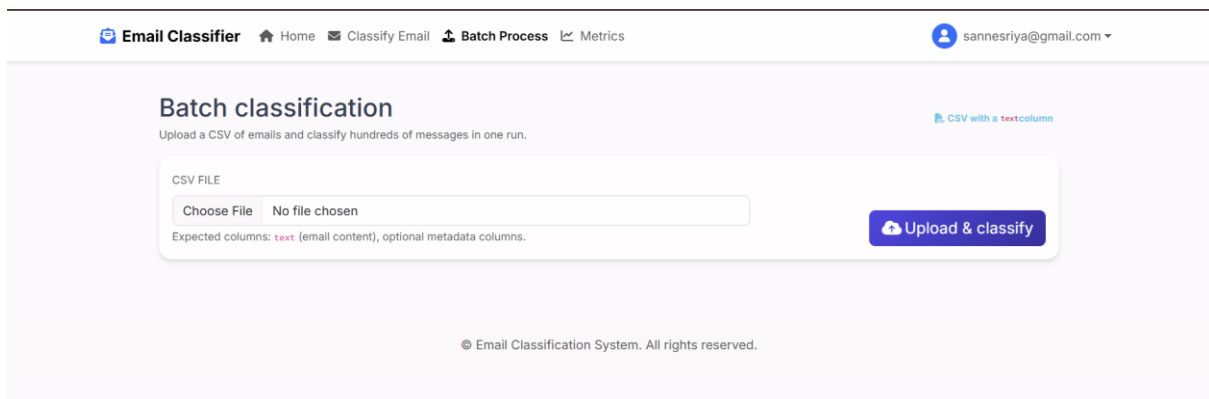 Email Classifier Home Classify Email Batch Process Metrics sannesriya@gmail.com
Batch classification
CSV with a textcolumn
Upload a CSV of emails and classify hundreds of messages in one run.
CSV FILE
Choose File No file chosen
Upload & classify
Expected columns: text (email content), optional metadata columns.
© Email Classification System. All rights reserved.